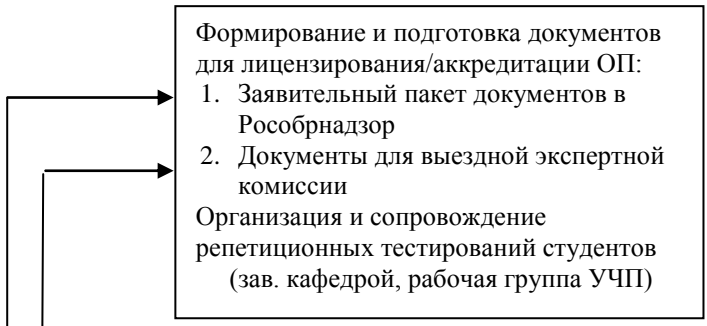 Формирование и подготовка документов
для лицензирования/аккредитации ОП:
1. Заявительный пакет документов в
Рособрнадзор
2. Документы для выездной экспертной
комиссии
Организация и сопровождение
репетиционных тестирований студентов
(зав. кафедрой, рабочая группа УЧП)